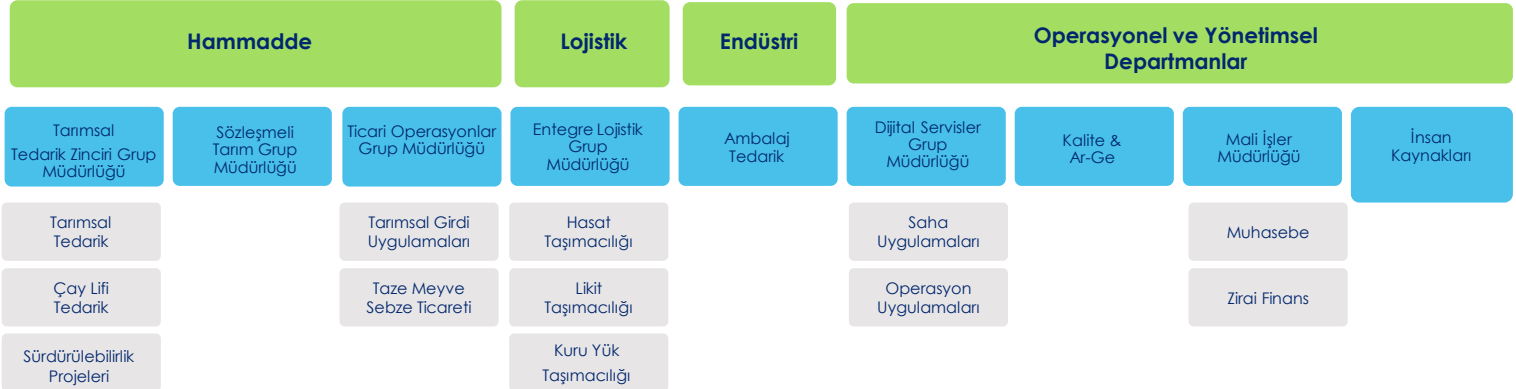 Hammadde
Lojistik
Endüstri
Operasyonel ve Yönetimsel
Departmanlar
Tarımsal
Tedarik Zinciri Grup
Müdürlüğü
Sözleşmeli
Tarım Grup
Müdürlüğü
Ticari Operasyonlar
Grup Müdürlüğü
Entegre Lojistik
Grup
Müdürlüğü
Ambalaj
Tedarik
Dijital Servisler
Grup
Müdürlüğü
Kalite &
Ar-Ge
Mali İşler
Müdürlüğü
İnsan
Kaynakları
Tarımsal
Tedarik
Tarımsal Girdi
Uygulamaları
Hasat
Taşımacılığı
Saha
Uygulamaları
Muhasebe
Çay Lifi
Tedarik
Taze Meyve
Sebze Ticareti
Likit
Taşımacılığı
Operasyon
Uygulamaları
Zirai Finans
Sürdürülebilirlik
Projeleri
Kuru Yük
Taşımacılığı